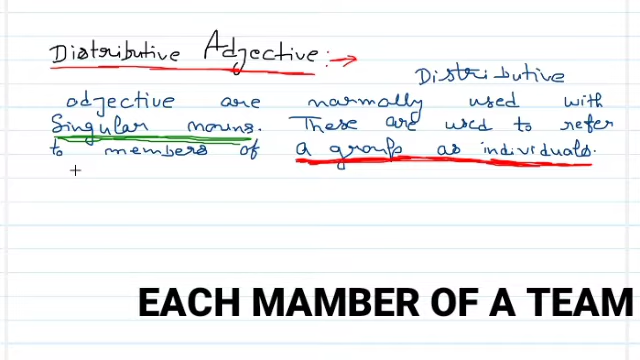 Distributive Adjective :→
Distributive
adjective are normally used with
Singular nouns. These are used to refer
to members of a group as individuals.
EACH MAMBER OF A TEAM